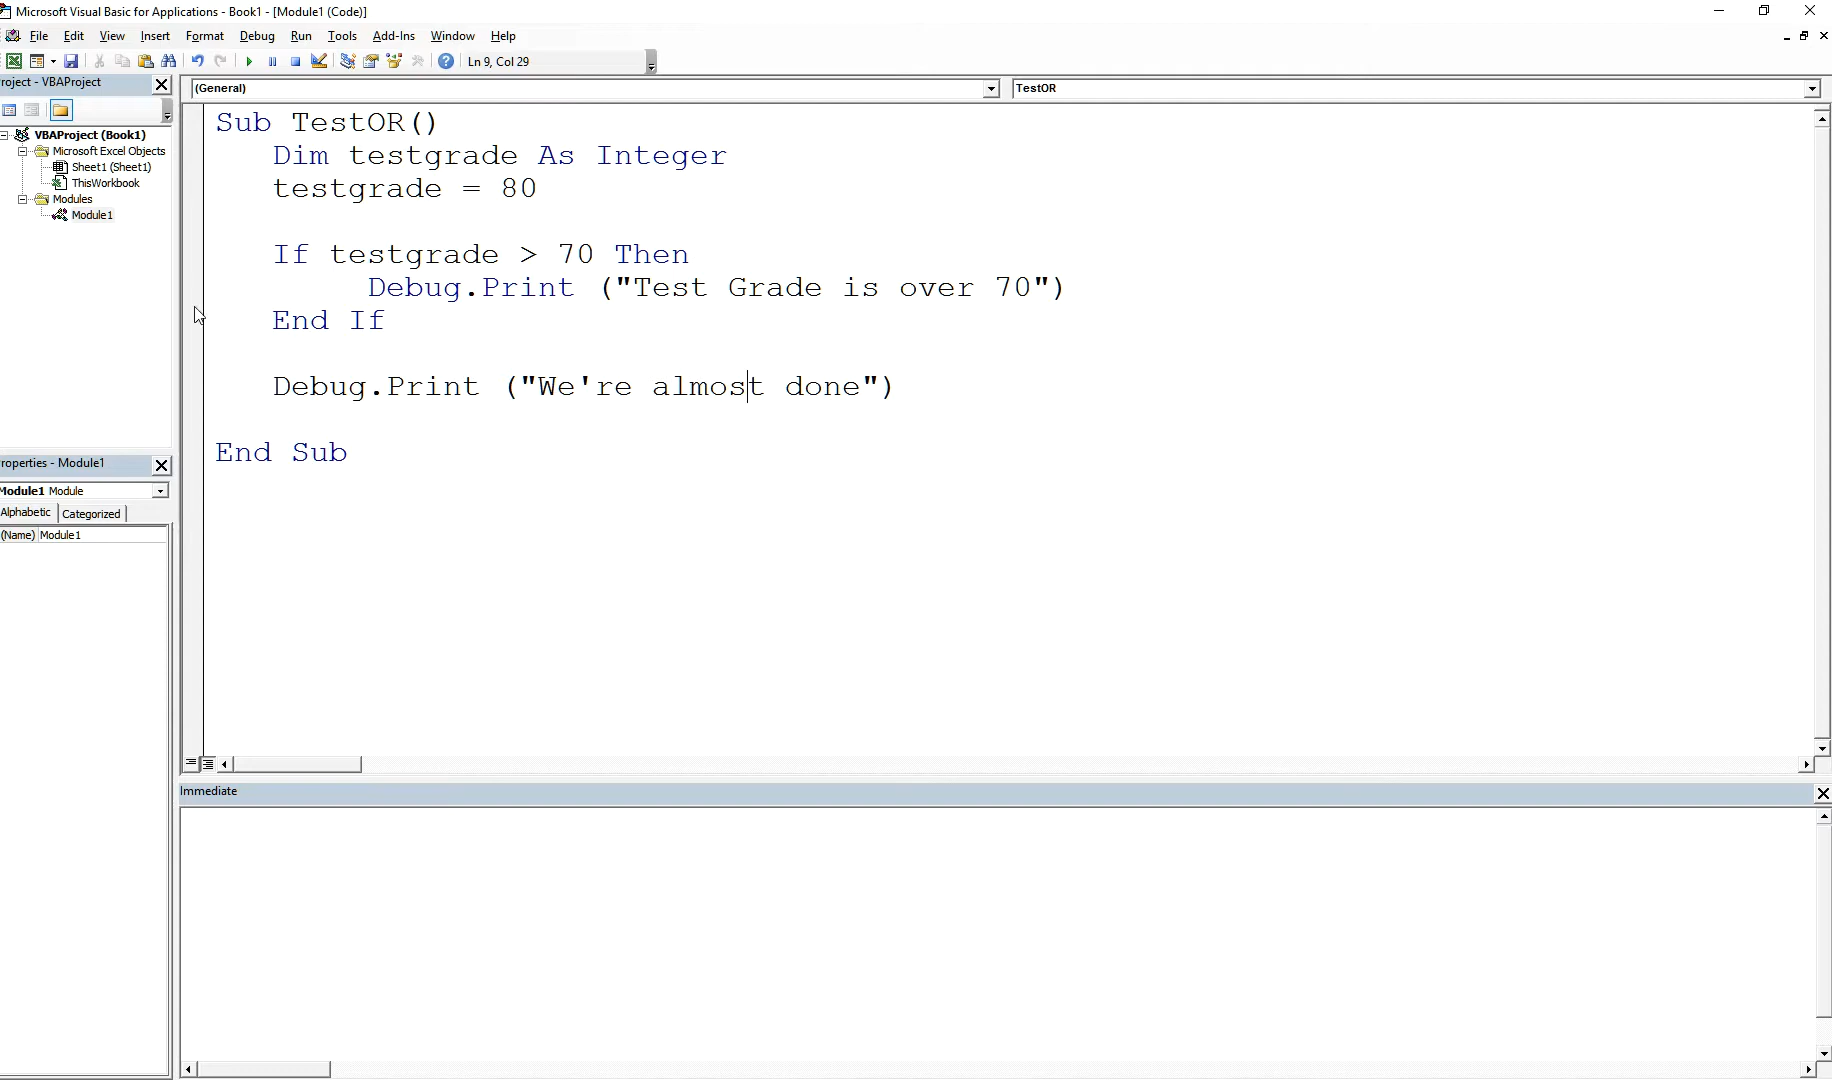 Microsoft Visual Basic for Applications - Book1 - [Module1 (Code)]
File Edit View Insert Format Debug Run Tools Add-Ins Window Help
Ln 9, Col 29
roject - VBAProject
(General)
TestOR
VBAProject (Book1)
Microsoft Excel Objects
Sheet1 (Sheet1)
ThisWorkbook
Modules
Module1
Sub TestOR()
Dim testgrade As Integer
testgrade = 80
If testgrade > 70 Then
Debug.Print ("Test Grade is over 70")
End If
Debug.Print ("We're almost done")
End Sub
roperties - Module1
Module1 Module
Alphabetic Categorized
(Name) Module1
Immediate